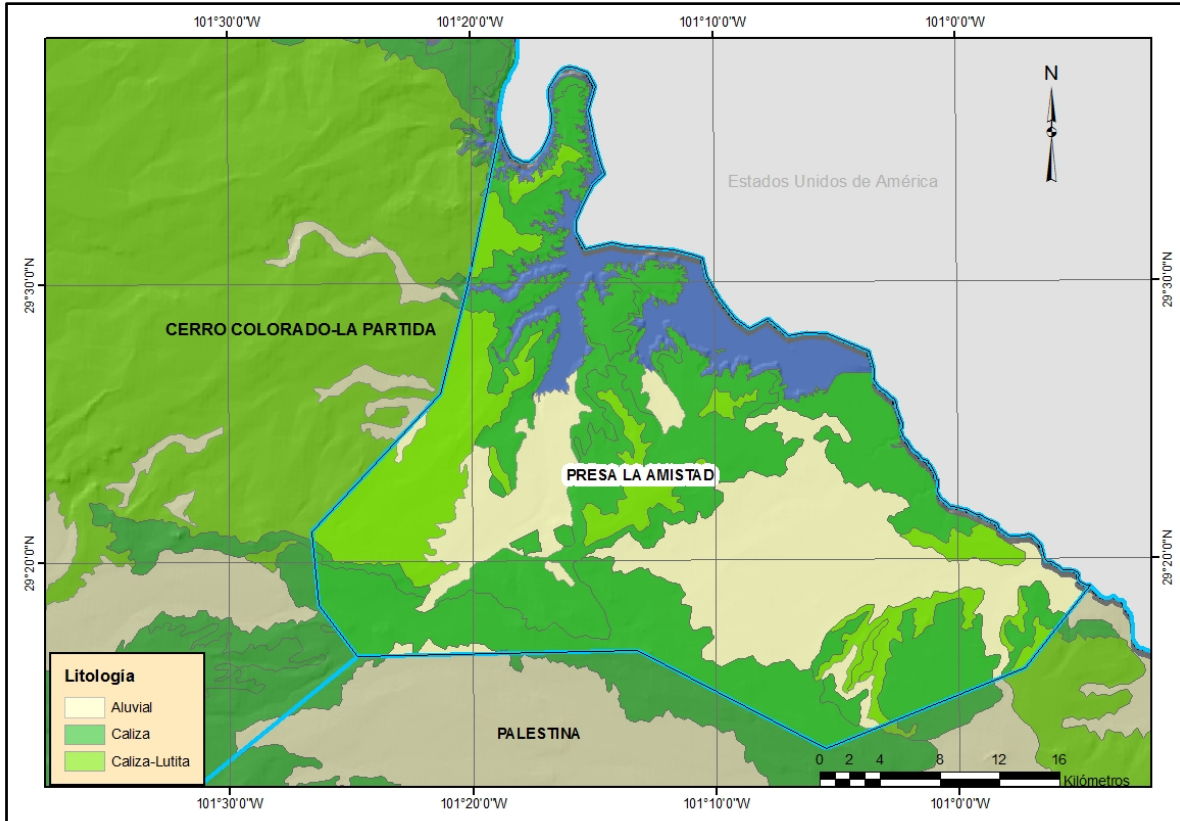 101°30'0"W 101°20'0"W 101°10'0"W 101°0'0"W
N
Estados Unidos de América
29°30'0"N 29°30'0"N
CERRO COLORADO-LA PARTIDA
PRESA LA AMISTAD
29°20'0"N 29°20'0"N
Litología
Aluvial
Caliza
Caliza-Lutita
PALESTINA
0 2 4 8 12 16
Kilómetros
101°30'0"W 101°20'0"W 101°10'0"W 101°0'0"W